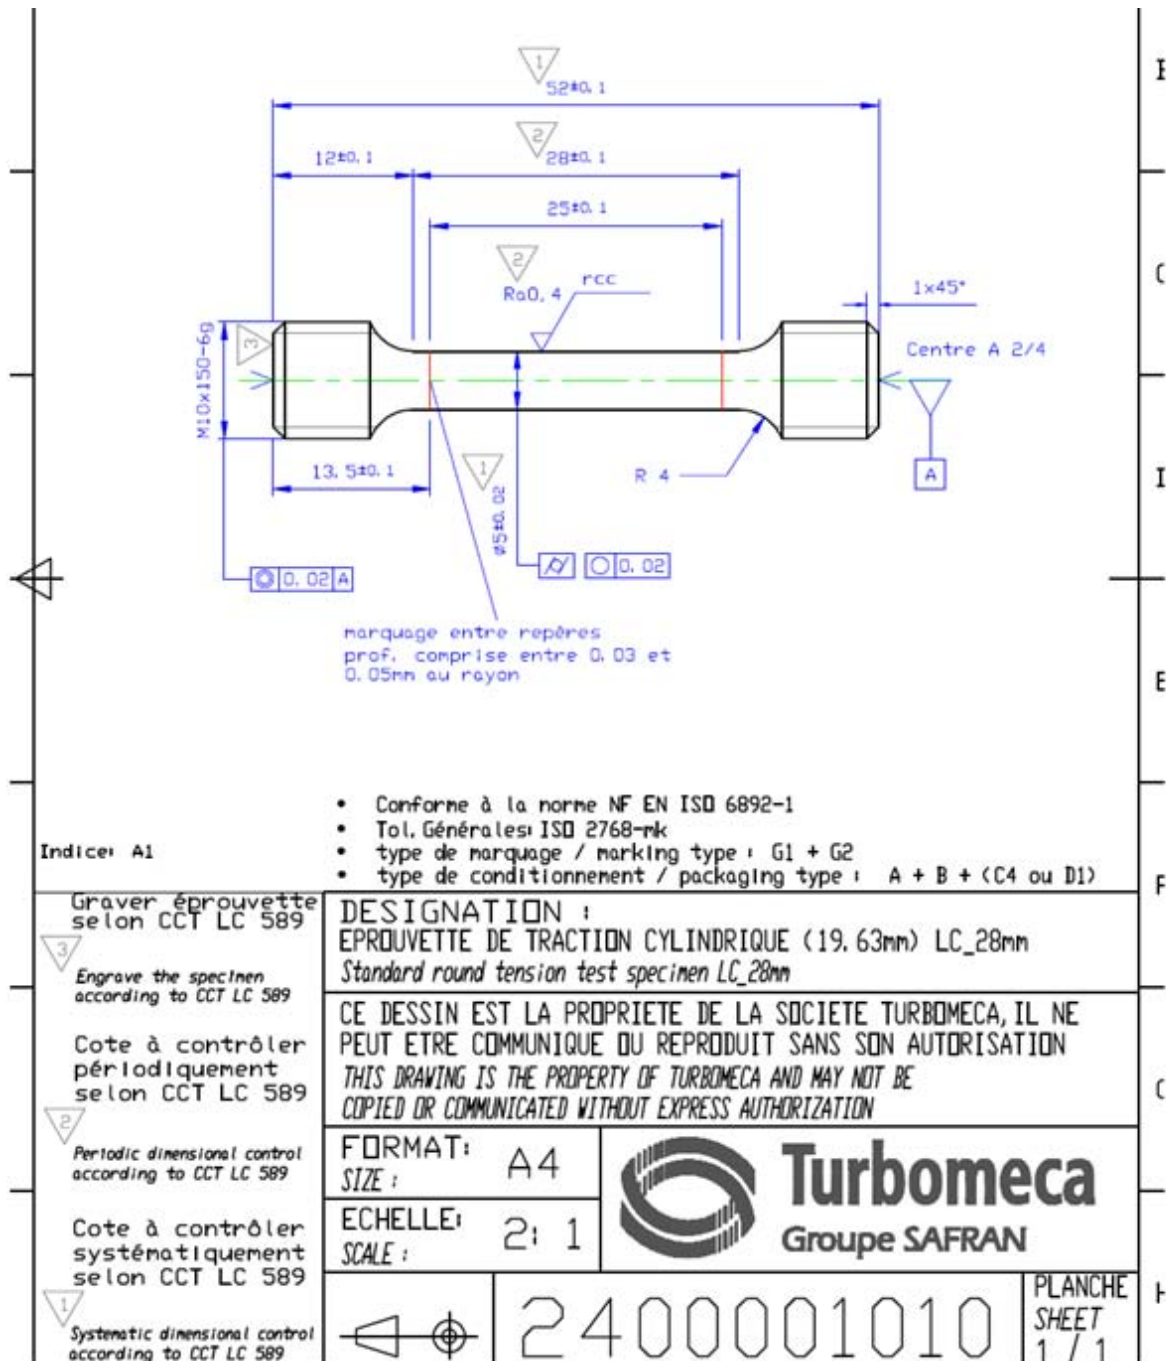 1
52±0.1
2
12±0.1
28±0.1
25±0.1
2
Ra0,4
rcc
1x45°
3
M10x150-6g
Centre A 2/4
13.5±0.1
1
R 4
A
ø5±0.02
0.02 A
0.02
marquage entre repères
prof. comprise entre 0.03 et
0.05mm au rayon
• Conforme à la norme NF EN ISO 6892-1
• Tol. Générales: ISO 2768-mk
• type de marquage / marking type : G1 + G2
• type de conditionnement / packaging type : A + B + (C4 ou D1)
Indice: A1
Graver éprouvette
selon CCT LC 589
3
Engrave the specimen
according to CCT LC 589
Cote à contrôler
périodiquement
selon CCT LC 589
2
Periodic dimensional control
according to CCT LC 589
Cote à contrôler
systématiquement
selon CCT LC 589
1
Systematic dimensional control
according to CCT LC 589
DESIGNATION :
EPROUVETTE DE TRACTION CYLINDRIQUE (19.63mm) LC_28mm
Standard round tension test specimen LC_28mm
CE DESSIN EST LA PROPRIETE DE LA SOCIETE TURBOMECA, IL NE
PEUT ETRE COMMUNIQUE OU REPRODUIT SANS SON AUTORISATION
THIS DRAWING IS THE PROPERTY OF TURBOMECA AND MAY NOT BE
COPIED OR COMMUNICATED WITHOUT EXPRESS AUTHORIZATION
FORMAT:
SIZE :
A4
ECHELLE:
SCALE :
2: 1
Turbomeca
Groupe SAFRAN
2400001010
PLANCHE
SHEET
1 / 1